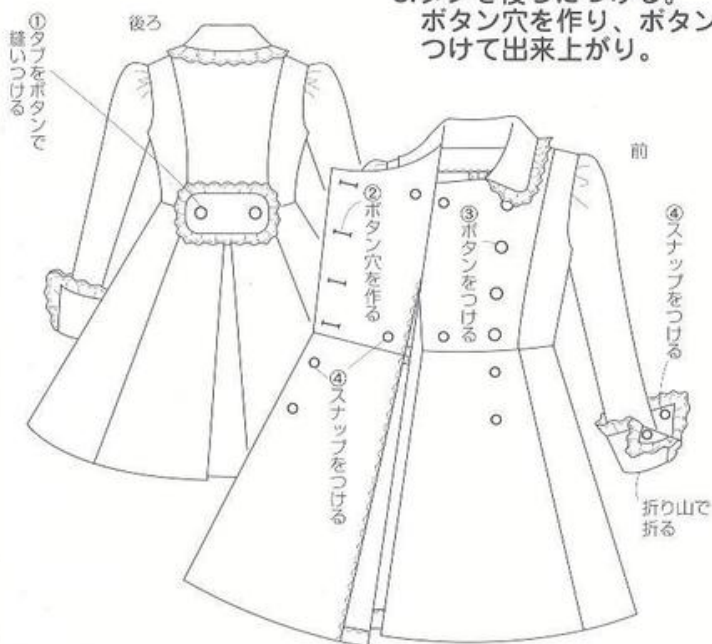 ボタン穴を作り、ボタン
つけて出来上がり。
後ろ
①タブをボタンで
縫いつける
前
②ボタン穴を作る
③ボタンをつける
④スナップをつける
④スナップをつける
折り山で
折る